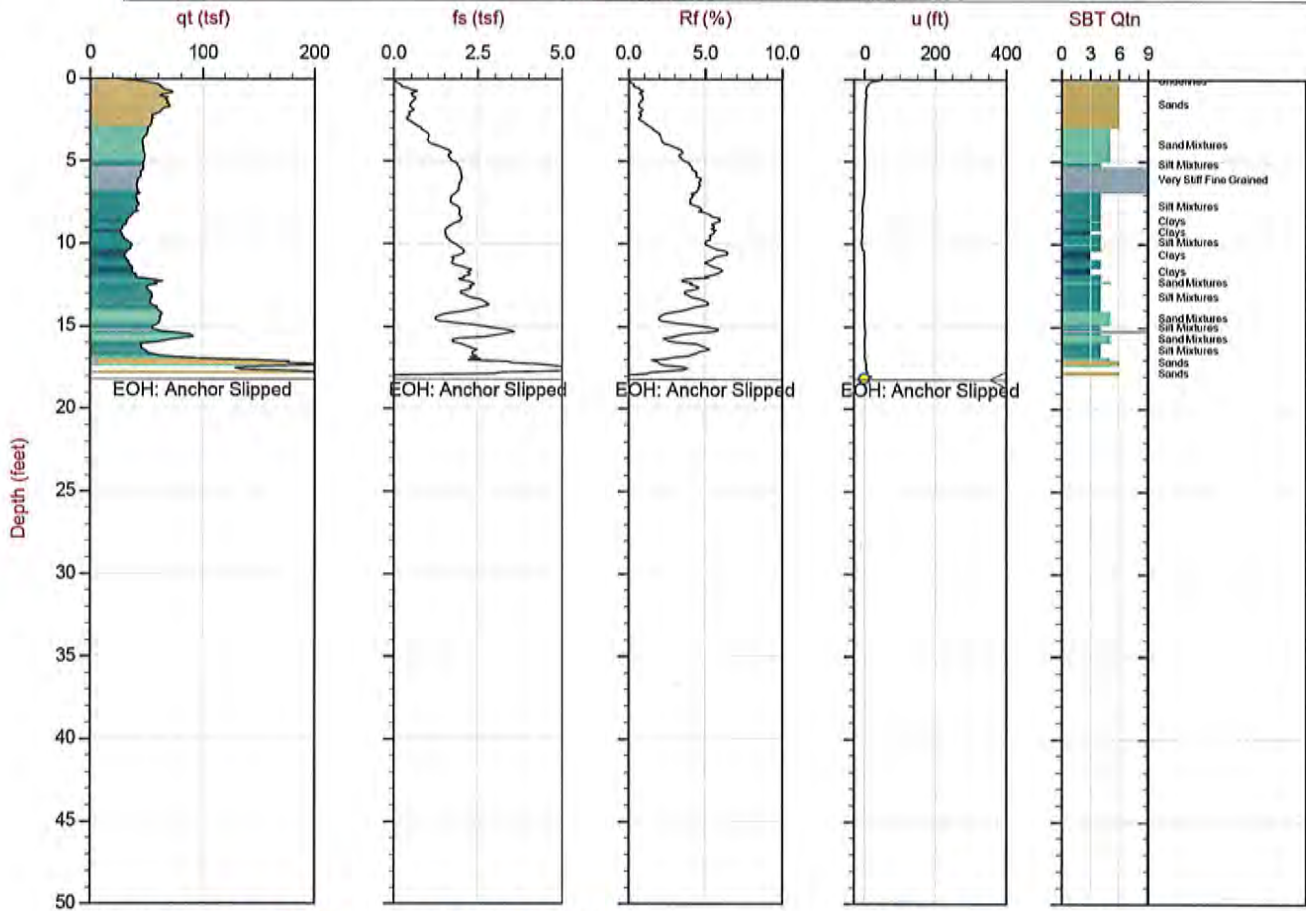 qt (tsf) fs (tsf) Rf (%) u (ft) SBT Qtn
0 100 200 0.0 2.5 5.0 0.0 5.0 10.0 0 200 400 0 3 6 9
0
Sands
Sand Mixtures
5
Silt Mixtures
Very Stiff Fine Grained
Silt Mixtures
Clays
Clays
10
Silt Mixtures
Clays
Clays
Sand Mixtures
Silt Mixtures
Sand Mixtures
15
Silt Mixtures
Sand Mixtures
Silt Mixtures
Sands
Sands
EOH: Anchor Slipped EOH: Anchor Slipped EOH: Anchor Slipped
20
Depth (feet)
25
30
35
40
45
50